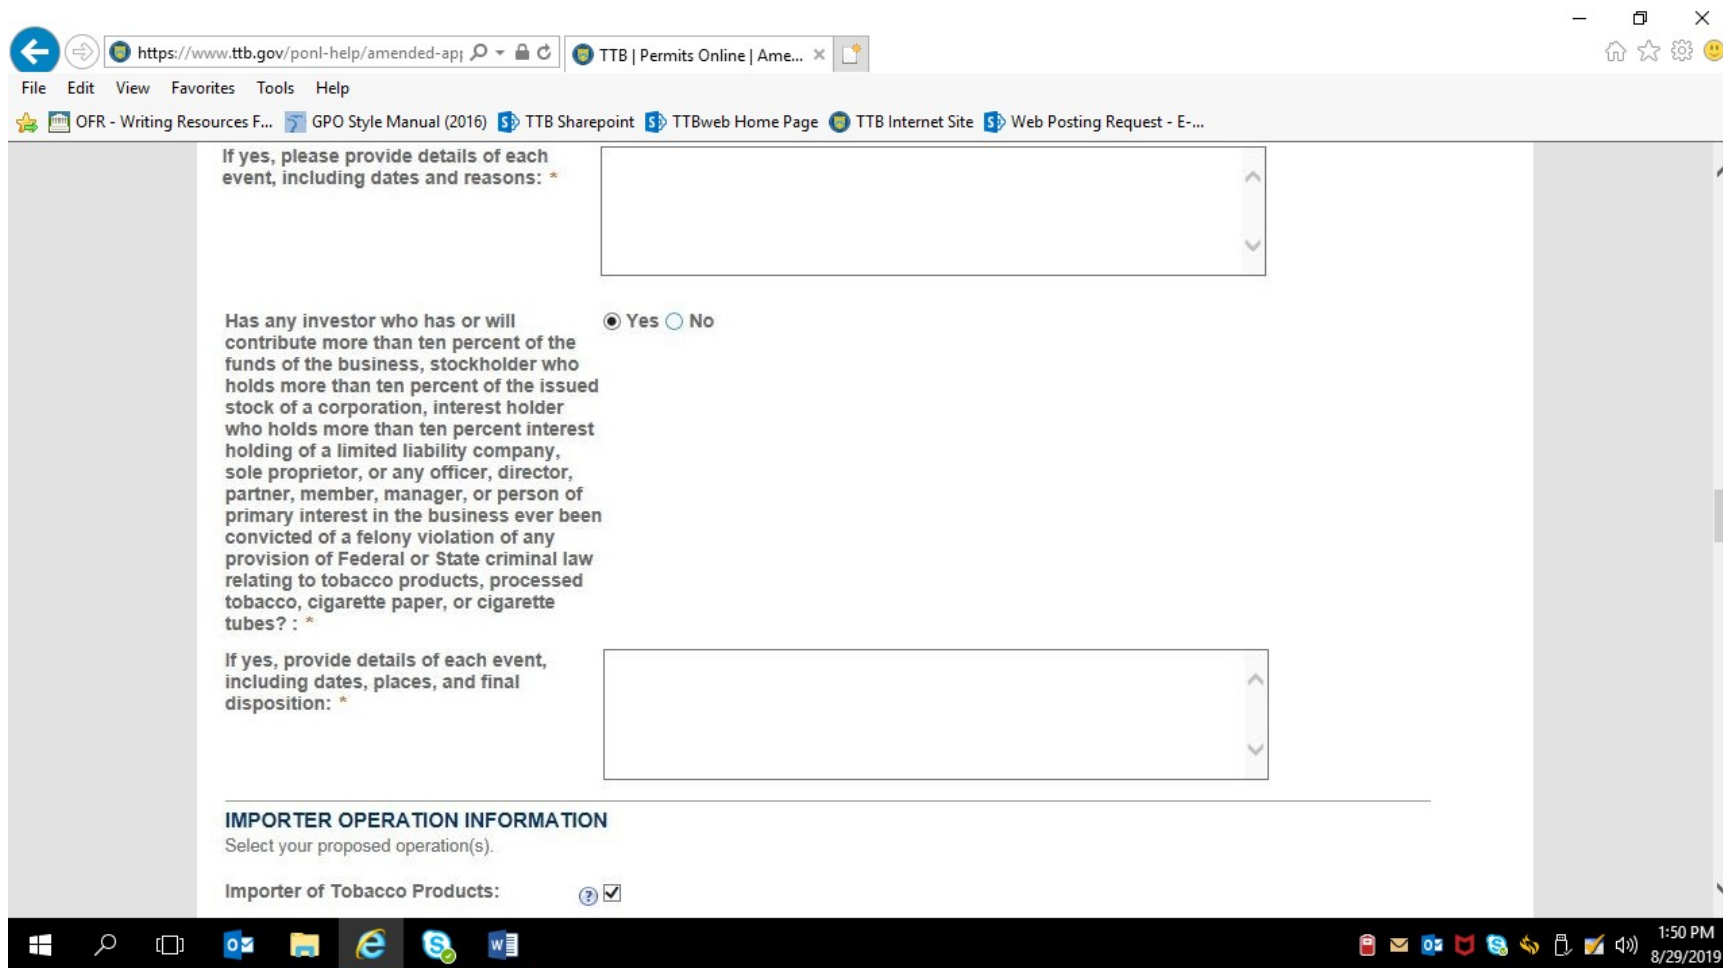 https://www.ttb.gov/ponl-help/amended-ap
TTB | Permits Online | Ame...
File Edit View Favorites Tools Help
OFR - Writing Resources F... GPO Style Manual (2016) TTB Sharepoint TTBweb Home Page TTB Internet Site Web Posting Request - E-...
If yes, please provide details of each
event, including dates and reasons: *
Has any investor who has or will
Yes No
contribute more than ten percent of the
funds of the business, stockholder who
holds more than ten percent of the issued
stock of a corporation, interest holder
who holds more than ten percent interest
holding of a limited liability company,
sole proprietor, or any officer, director,
partner, member, manager, or person of
primary interest in the business ever been
convicted of a felony violation of any
provision of Federal or State criminal law
relating to tobacco products, processed
tobacco, cigarette paper, or cigarette
tubes? : *
If yes, provide details of each event,
including dates, places, and final
disposition: *
IMPORTER OPERATION INFORMATION
Select your proposed operation(s).
Importer of Tobacco Products:
1:50 PM
8/29/2019